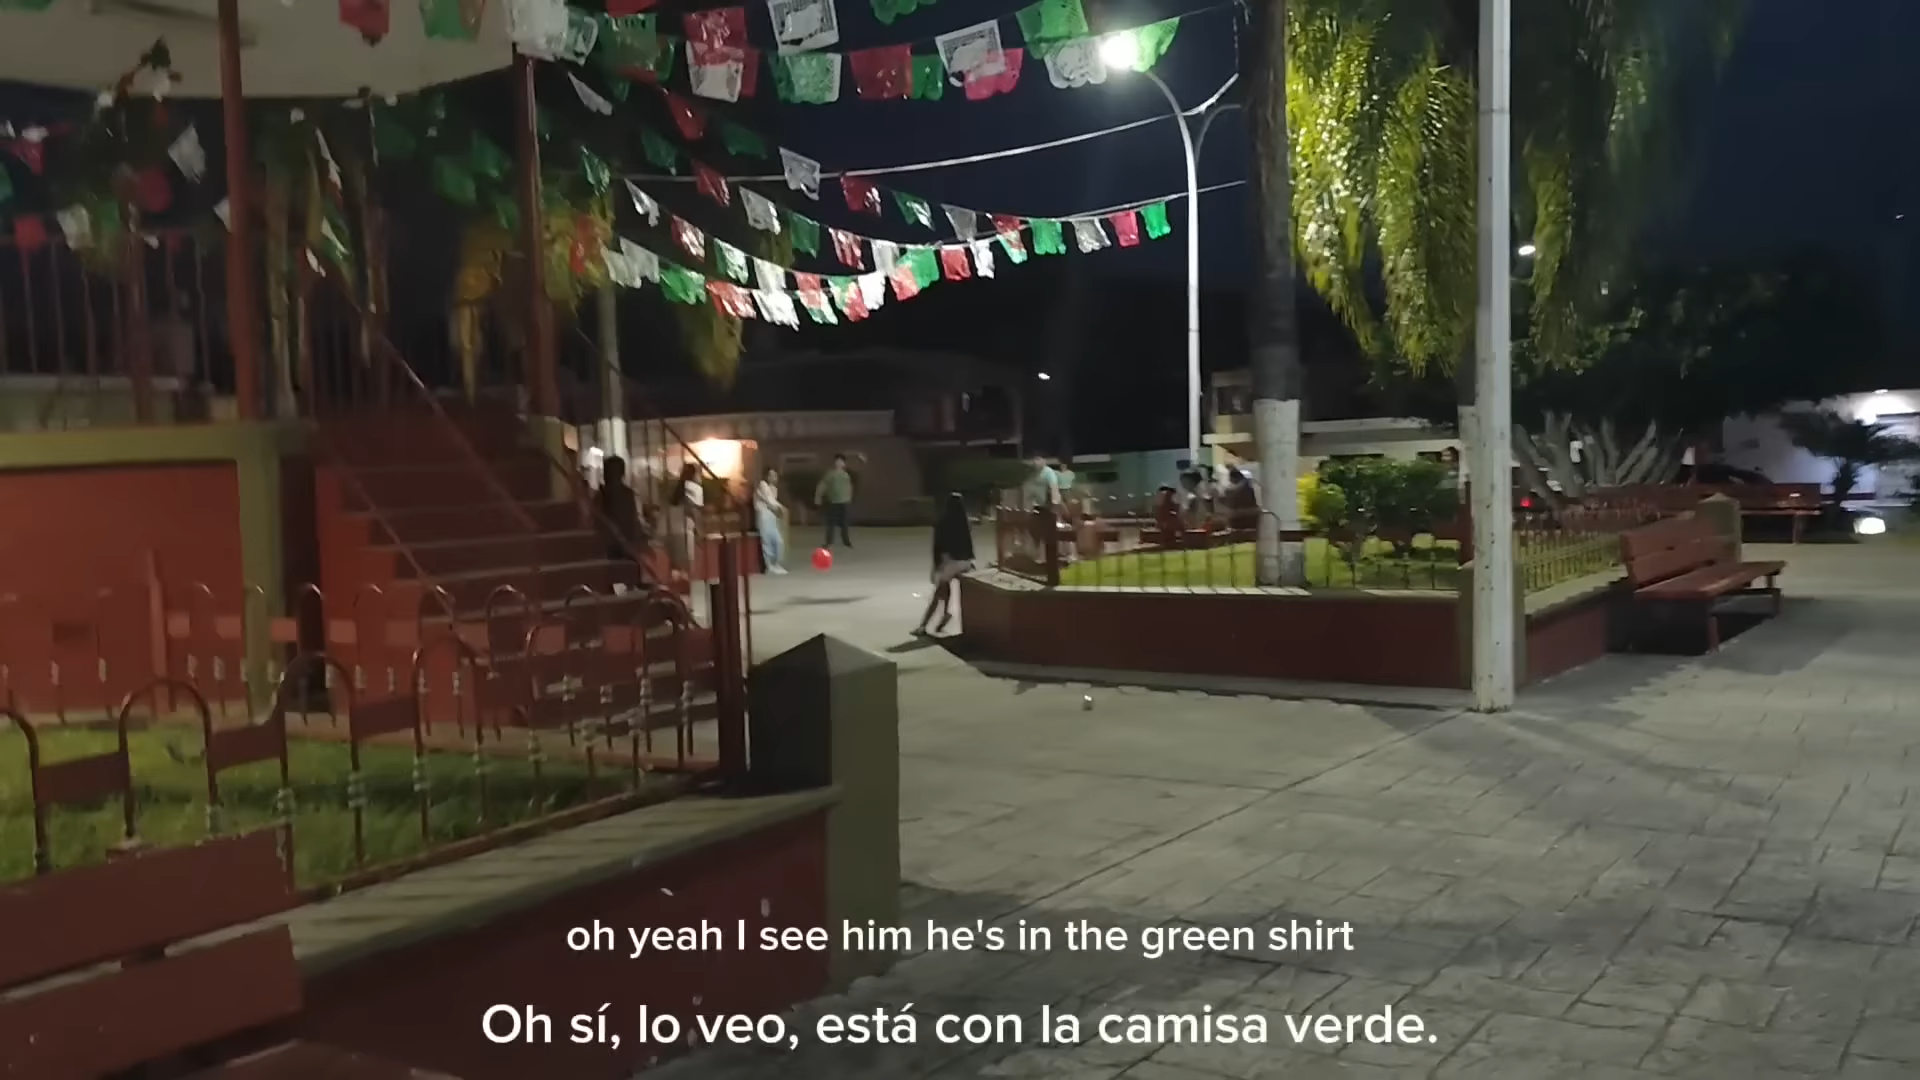 oh yeah I see him he's in the green shirt
Oh sí, lo veo, está con la camisa verde.